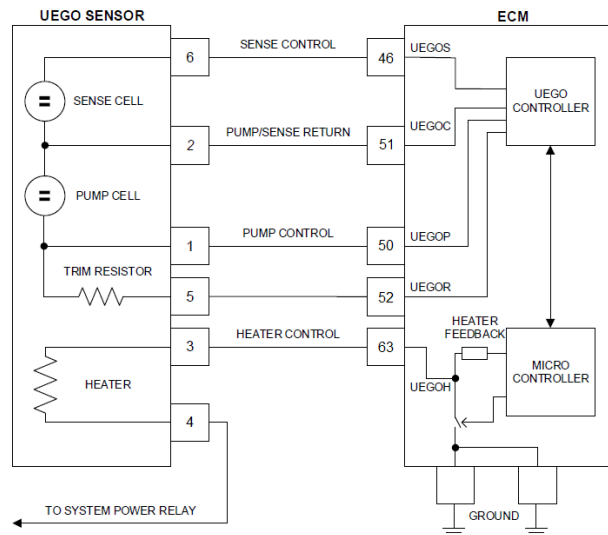 UEGO SENSOR
ECM
SENSE CONTROL
6
46
UEGOS
SENSE CELL
UEGO
CONTROLLER
PUMP/SENSE RETURN
2
51
UEGOC
PUMP CELL
PUMP CONTROL
1
50
UEGOP
TRIM RESISTOR
5
52
UEGOR
HEATER
FEEDBACK
HEATER CONTROL
3
63
MICRO
CONTROLLER
UEGOH
HEATER
4
TO SYSTEM POWER RELAY
GROUND